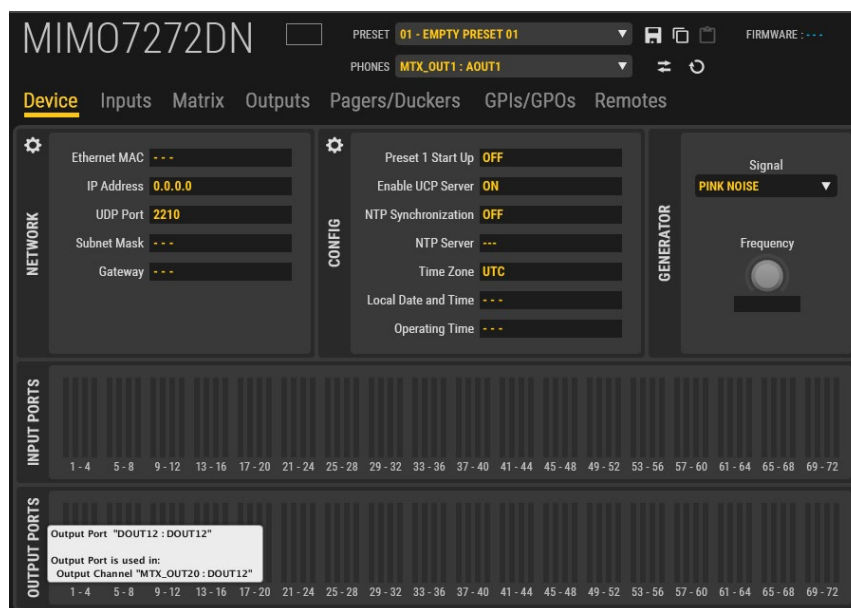 MIMO7272DN
PRESET 01 - EMPTY PRESET 01
FIRMWARE : - - -
PHONES MTX_OUT1 : AOUT1
Device Inputs Matrix Outputs Pagers/Duckers GPIs/GPOs Remotes
NETWORK
Ethernet MAC - - -
IP Address 0.0.0.0
UDP Port 2210
Subnet Mask - - -
Gateway - - -
CONFIG
Preset 1 Start Up OFF
Enable UCP Server ON
NTP Synchronization OFF
NTP Server ---
Time Zone UTC
Local Date and Time - - -
Operating Time - - -
GENERATOR
Signal
PINK NOISE
Frequency
INPUT PORTS
1 - 4 5 - 8 9 - 12 13 - 16 17 - 20 21 - 24 25 - 28 29 - 32 33 - 36 37 - 40 41 - 44 45 - 48 49 - 52 53 - 56 57 - 60 61 - 64 65 - 68 69 - 72
OUTPUT PORTS
Output Port "DOUT12 : DOUT12"
Output Port is used in:
Output Channel "MTX_OUT20 : DOUT12"
1 - 4 5 - 8 9 - 12 13 - 16 17 - 20 21 - 24 25 - 28 29 - 32 33 - 36 37 - 40 41 - 44 45 - 48 49 - 52 53 - 56 57 - 60 61 - 64 65 - 68 69 - 72